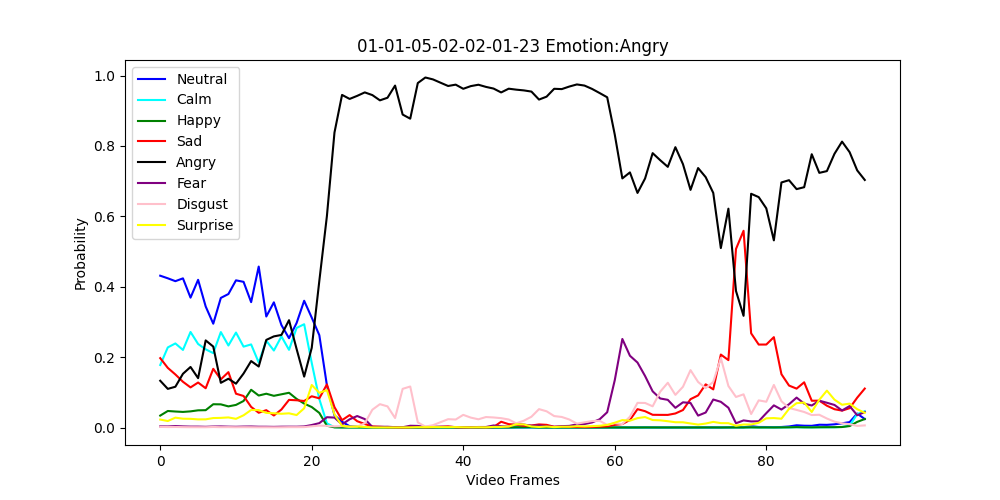 01-01-05-02-02-01-23 Emotion:Angry
1.0
0.8
0.6
0.4
0.2
0.0
Probability
Neutral
Calm
Happy
Sad
Angry
Fear
Disgust
Surprise
0 20 40 60 80
Video Frames